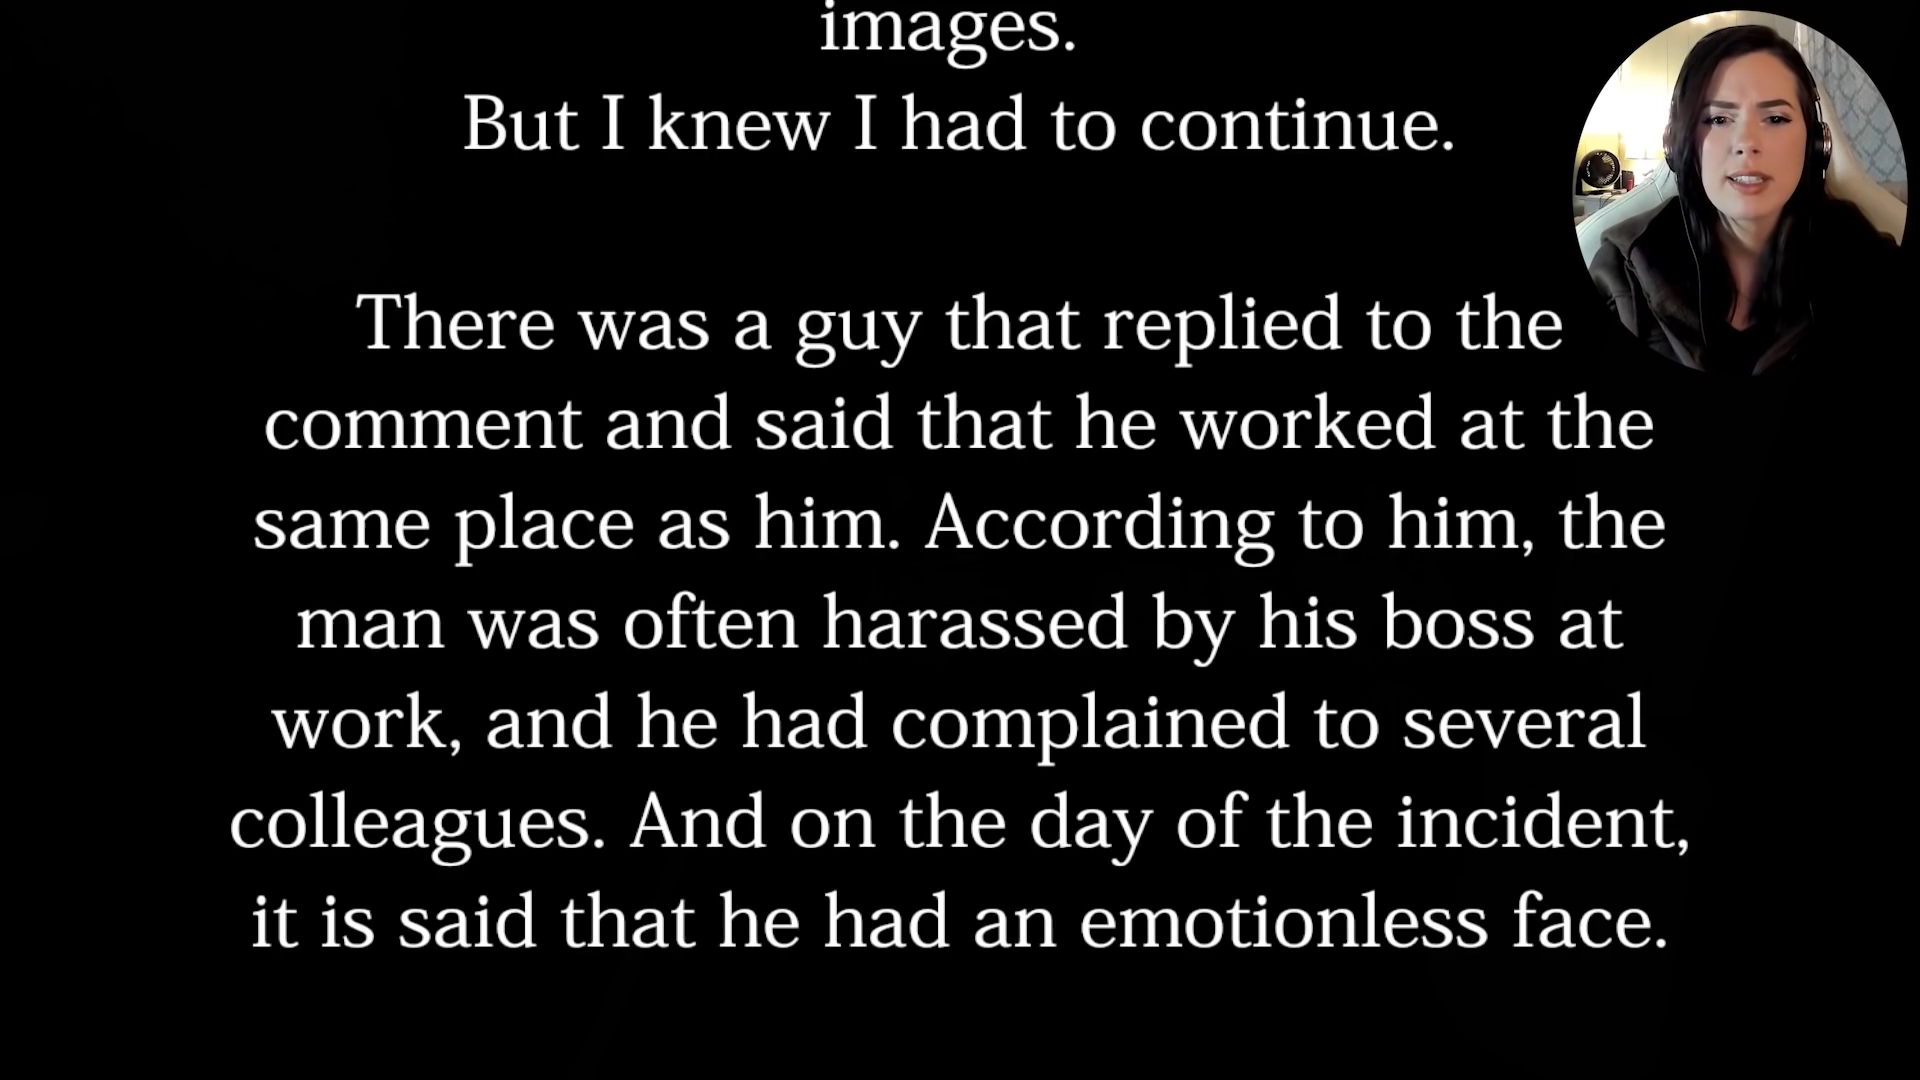 images.
But I knew I had to continue.
There was a guy that replied to the
comment and said that he worked at the
same place as him. According to him, the
man was often harassed by his boss at
work, and he had complained to several
colleagues. And on the day of the incident,
it is said that he had an emotionless face.